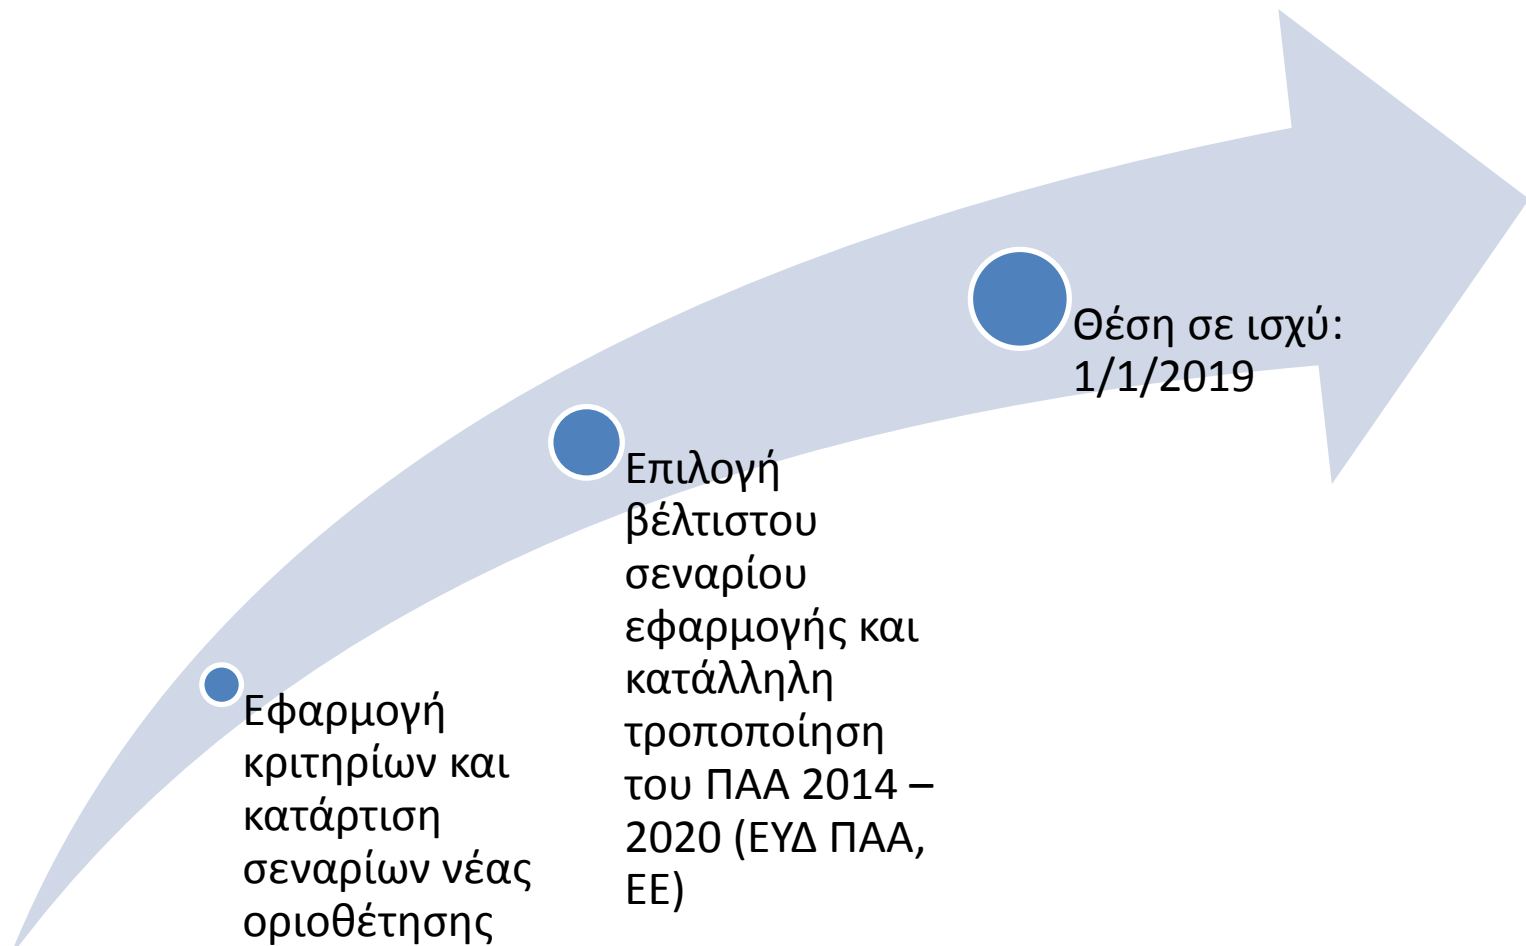 Εφαρμογή
κριτηρίων και
κατάρτιση
σεναρίων νέας
οριοθέτησης
Επιλογή
βέλτιστου
σεναρίου
εφαρμογής και
κατάλληλη
τροποποίηση
του ΠΑΑ 2014 –
2020 (ΕΥΔ ΠΑΑ,
ΕΕ)
Θέση σε ισχύ:
1/1/2019